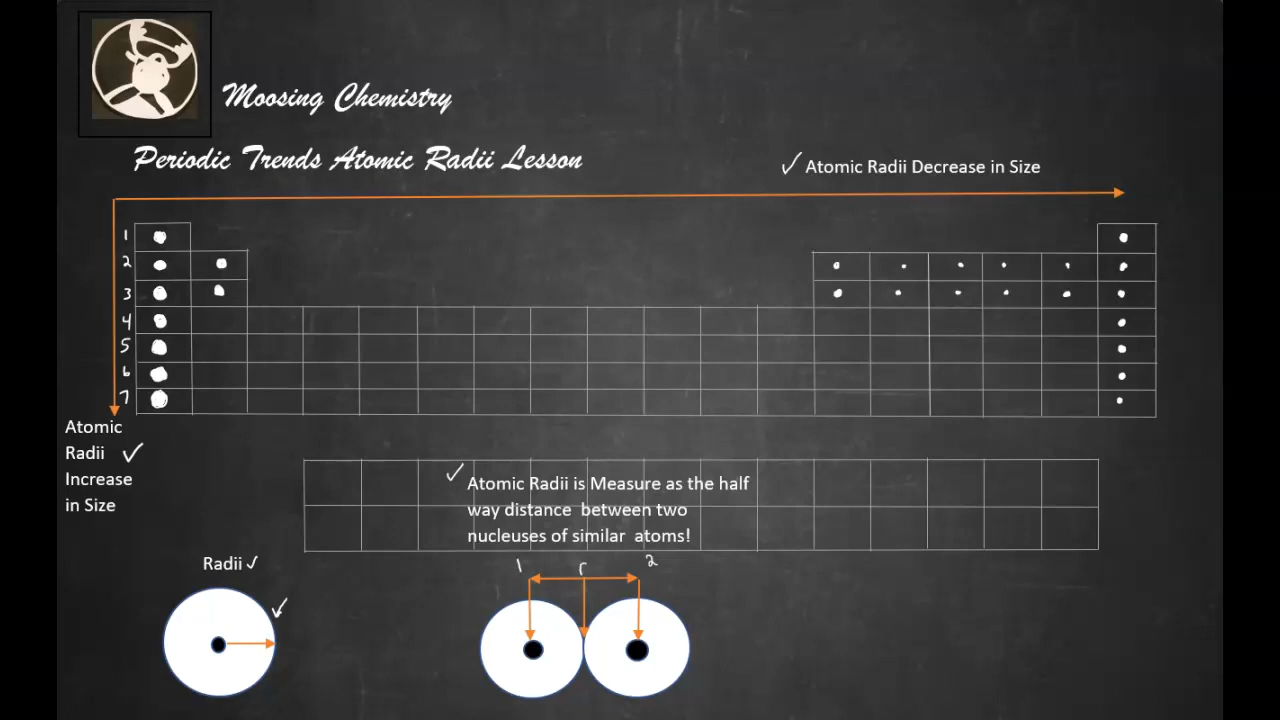 Moosing Chemistry
Periodic Trends Atomic Radii Lesson
✓ Atomic Radii Decrease in Size
1
2
3
4
5
6
7
Atomic
Radii ✓
Increase
in Size
✓ Atomic Radii is Measure as the half
way distance between two
nucleuses of similar atoms!
Radii ✓
1 r 2